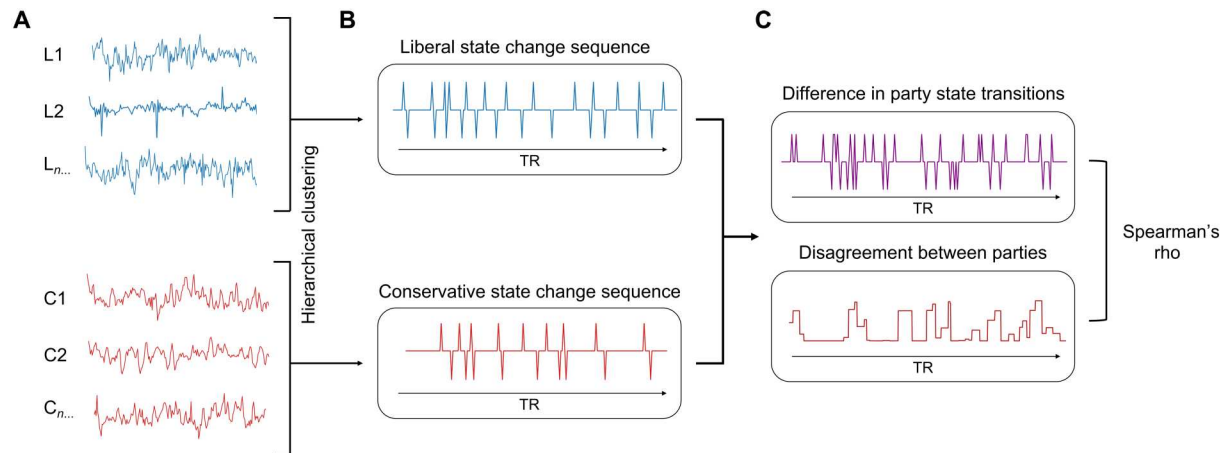 A
L1
L2
Ln...
C1
C2
Cn...
Hierarchical clustering
B
Liberal state change sequence
TR
Conservative state change sequence
TR
C
Difference in party state transitions
TR
Disagreement between parties
TR
Spearman's
rho